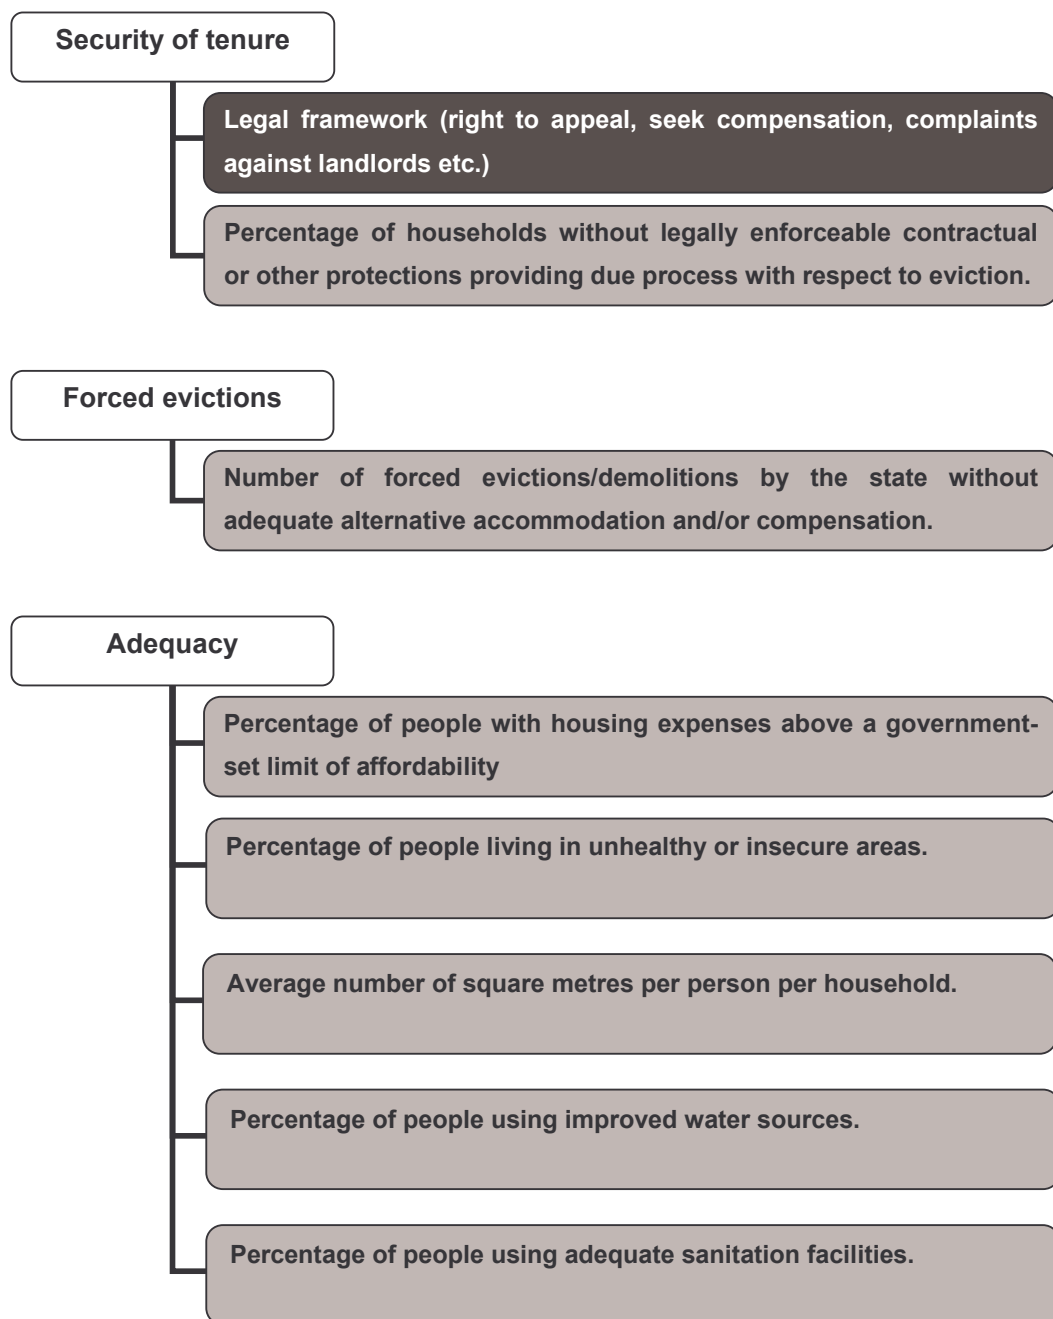 Security of tenure
Legal framework (right to appeal, seek compensation, complaints
against landlords etc.)
Percentage of households without legally enforceable contractual
or other protections providing due process with respect to eviction.
Forced evictions
Number of forced evictions/demolitions by the state without
adequate alternative accommodation and/or compensation.
Adequacy
Percentage of people with housing expenses above a government-
set limit of affordability
Percentage of people living in unhealthy or insecure areas.
Average number of square metres per person per household.
Percentage of people using improved water sources.
Percentage of people using adequate sanitation facilities.